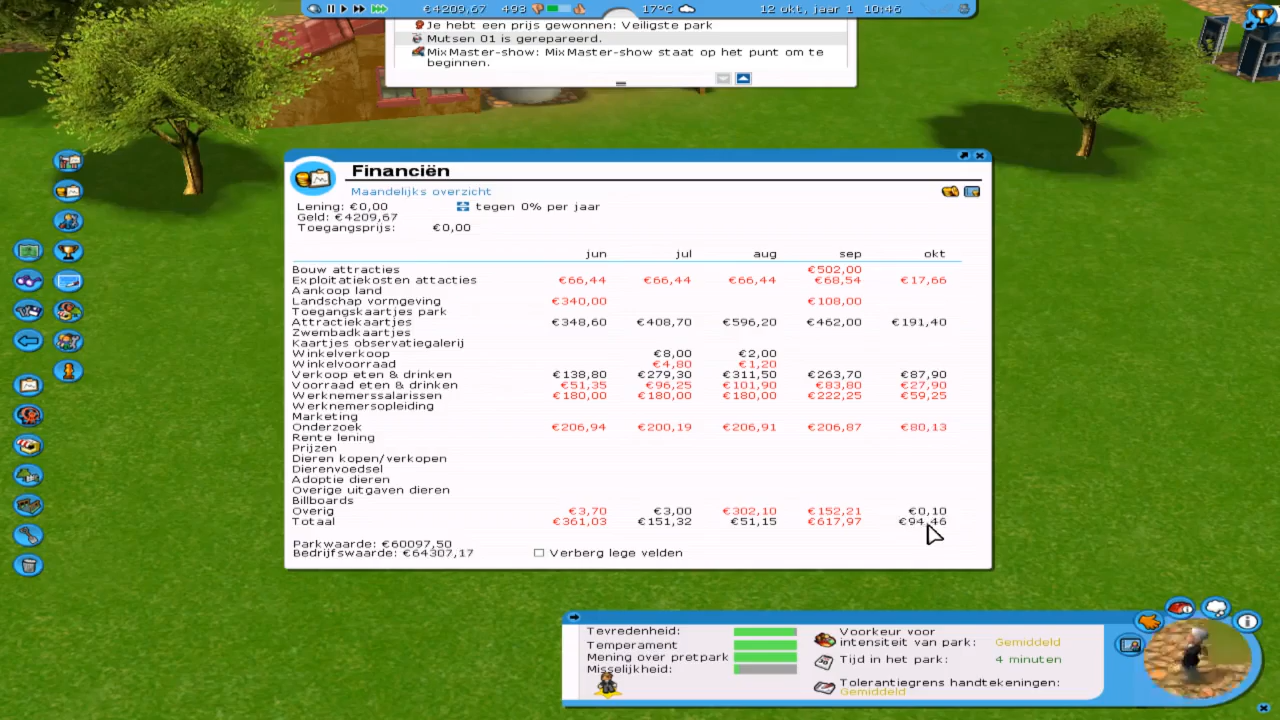 €4209,67 493 17°C 12 okt, jaar 1 10:46
Je hebt een prijs gewonnen: Veiligste park
Mutsen 01 is gerepareerd.
MixMaster-show: MixMaster-show staat op het punt om te
beginnen.
Financiën
Maandelijks overzicht
Lening: €0,00 tegen 0% per jaar
Geld: €4209,67
Toegangsprijs: €0,00
jun jul aug sep okt
Bouw attracties €502,00
Exploitatiekosten attacties €66,44 €66,44 €66,44 €68,54 €17,66
Aankoop land
Landschap vormgeving €340,00 €108,00
Toegangskaartjes park
Attractiekaartjes €348,60 €408,70 €596,20 €462,00 €191,40
Zwembadkaartjes
Kaartjes observatiegalerij
Winkelverkoop €8,00 €2,00
Winkelvoorraad €4,80 €1,20
Verkoop eten & drinken €138,80 €279,30 €311,50 €263,70 €87,90
Voorraad eten & drinken €51,35 €96,25 €101,90 €83,80 €27,90
Werknemerssalarissen €180,00 €180,00 €180,00 €222,25 €59,25
Werknemersopleiding
Marketing
Onderzoek €206,94 €200,19 €206,91 €206,87 €80,13
Rente lening
Prijzen
Dieren kopen/verkopen
Dierenvoedsel
Adoptie dieren
Overige uitgaven dieren
Billboards
Overig €3,70 €3,00 €302,10 €152,21 €0,10
Totaal €361,03 €151,32 €51,15 €617,97 €94,46
Parkwaarde: €60097,50
Bedrijfswaarde: €64307,17
Verberg lege velden
Tevredenheid:
Temperament
Mening over pretpark
Misselijkheid:
Voorkeur voor
intensiteit van park: Gemiddeld
Tijd in het park: 4 minuten
Tolerantiegrens handtekeningen:
Gemiddeld